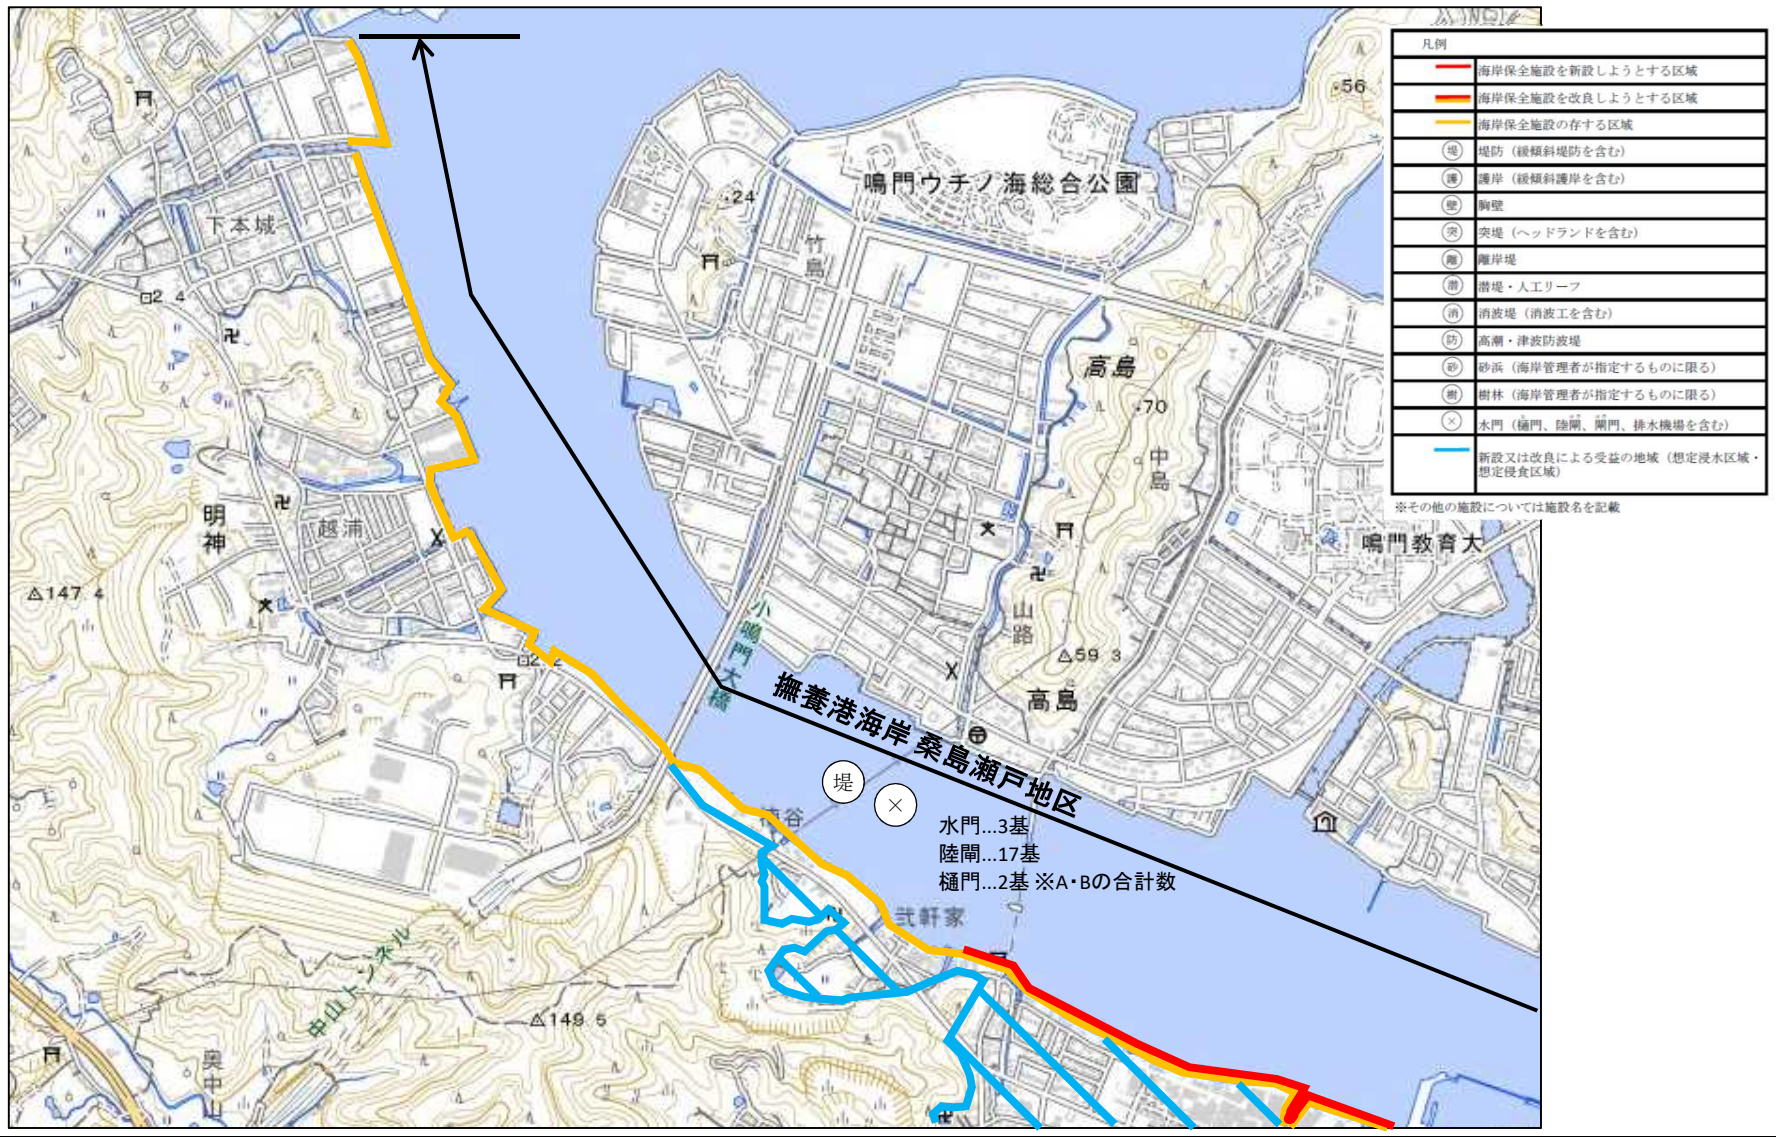 凡例
海岸保全施設を新設しようとする区域
海岸保全施設を改良しようとする区域
海岸保全施設の存する区域
堤 堤防（緩傾斜堤防を含む）
護 護岸（緩傾斜護岸を含む）
壁 胸壁
突 突堤（ヘッドランドを含む）
離 離岸堤
潜 潜堤・人工リーフ
消 消波堤（消波工を含む）
防 高潮・津波防波堤
砂 砂浜（海岸管理者が指定するものに限る）
樹 樹林（海岸管理者が指定するものに限る）
× 水門（樋門、陸閘、閘門、排水機場を含む）
新設又は改良による受益の地域（想定浸水区域・
想定侵食区域）
※その他の施設については施設名を記載
56
鳴門ウチノ海総合公園
24
下本城
竹島
2 4
高島
70
中島
明神
越浦
鳴門教育大
147 4
小鳴門大橋
山路
59 3
高島
撫養港海岸 桑島瀬戸地区
堤
×
水門…3基
陸閘…17基
樋門…2基 ※A・Bの合計数
弐軒家
中山トンネル
149 5
奥中山